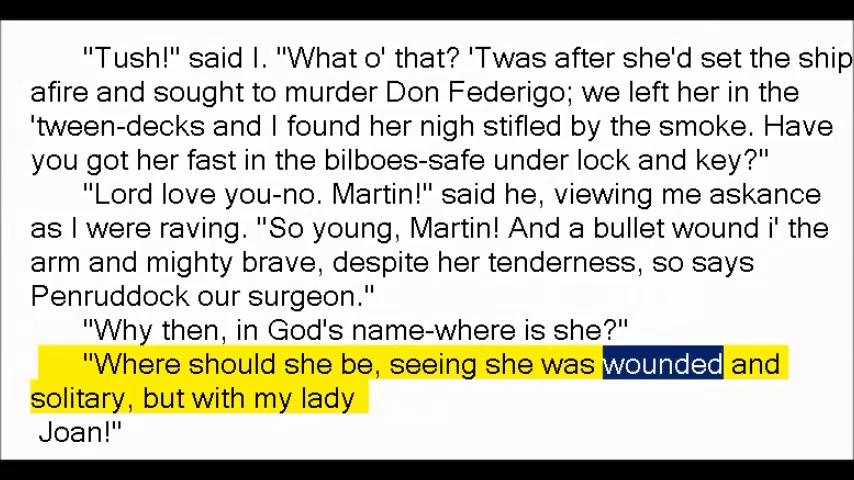 "Tush!" said I. "What o' that? 'Twas after she'd set the ship
afire and sought to murder Don Federigo; we left her in the
'tween-decks and I found her nigh stifled by the smoke. Have
you got her fast in the bilboes-safe under lock and key?"
"Lord love you-no. Martin!" said he, viewing me askance
as I were raving. "So young, Martin! And a bullet wound i' the
arm and mighty brave, despite her tenderness, so says
Penruddock our surgeon."
"Why then, in God's name-where is she?"
"Where should she be, seeing she was wounded and
solitary, but with my lady
Joan!"